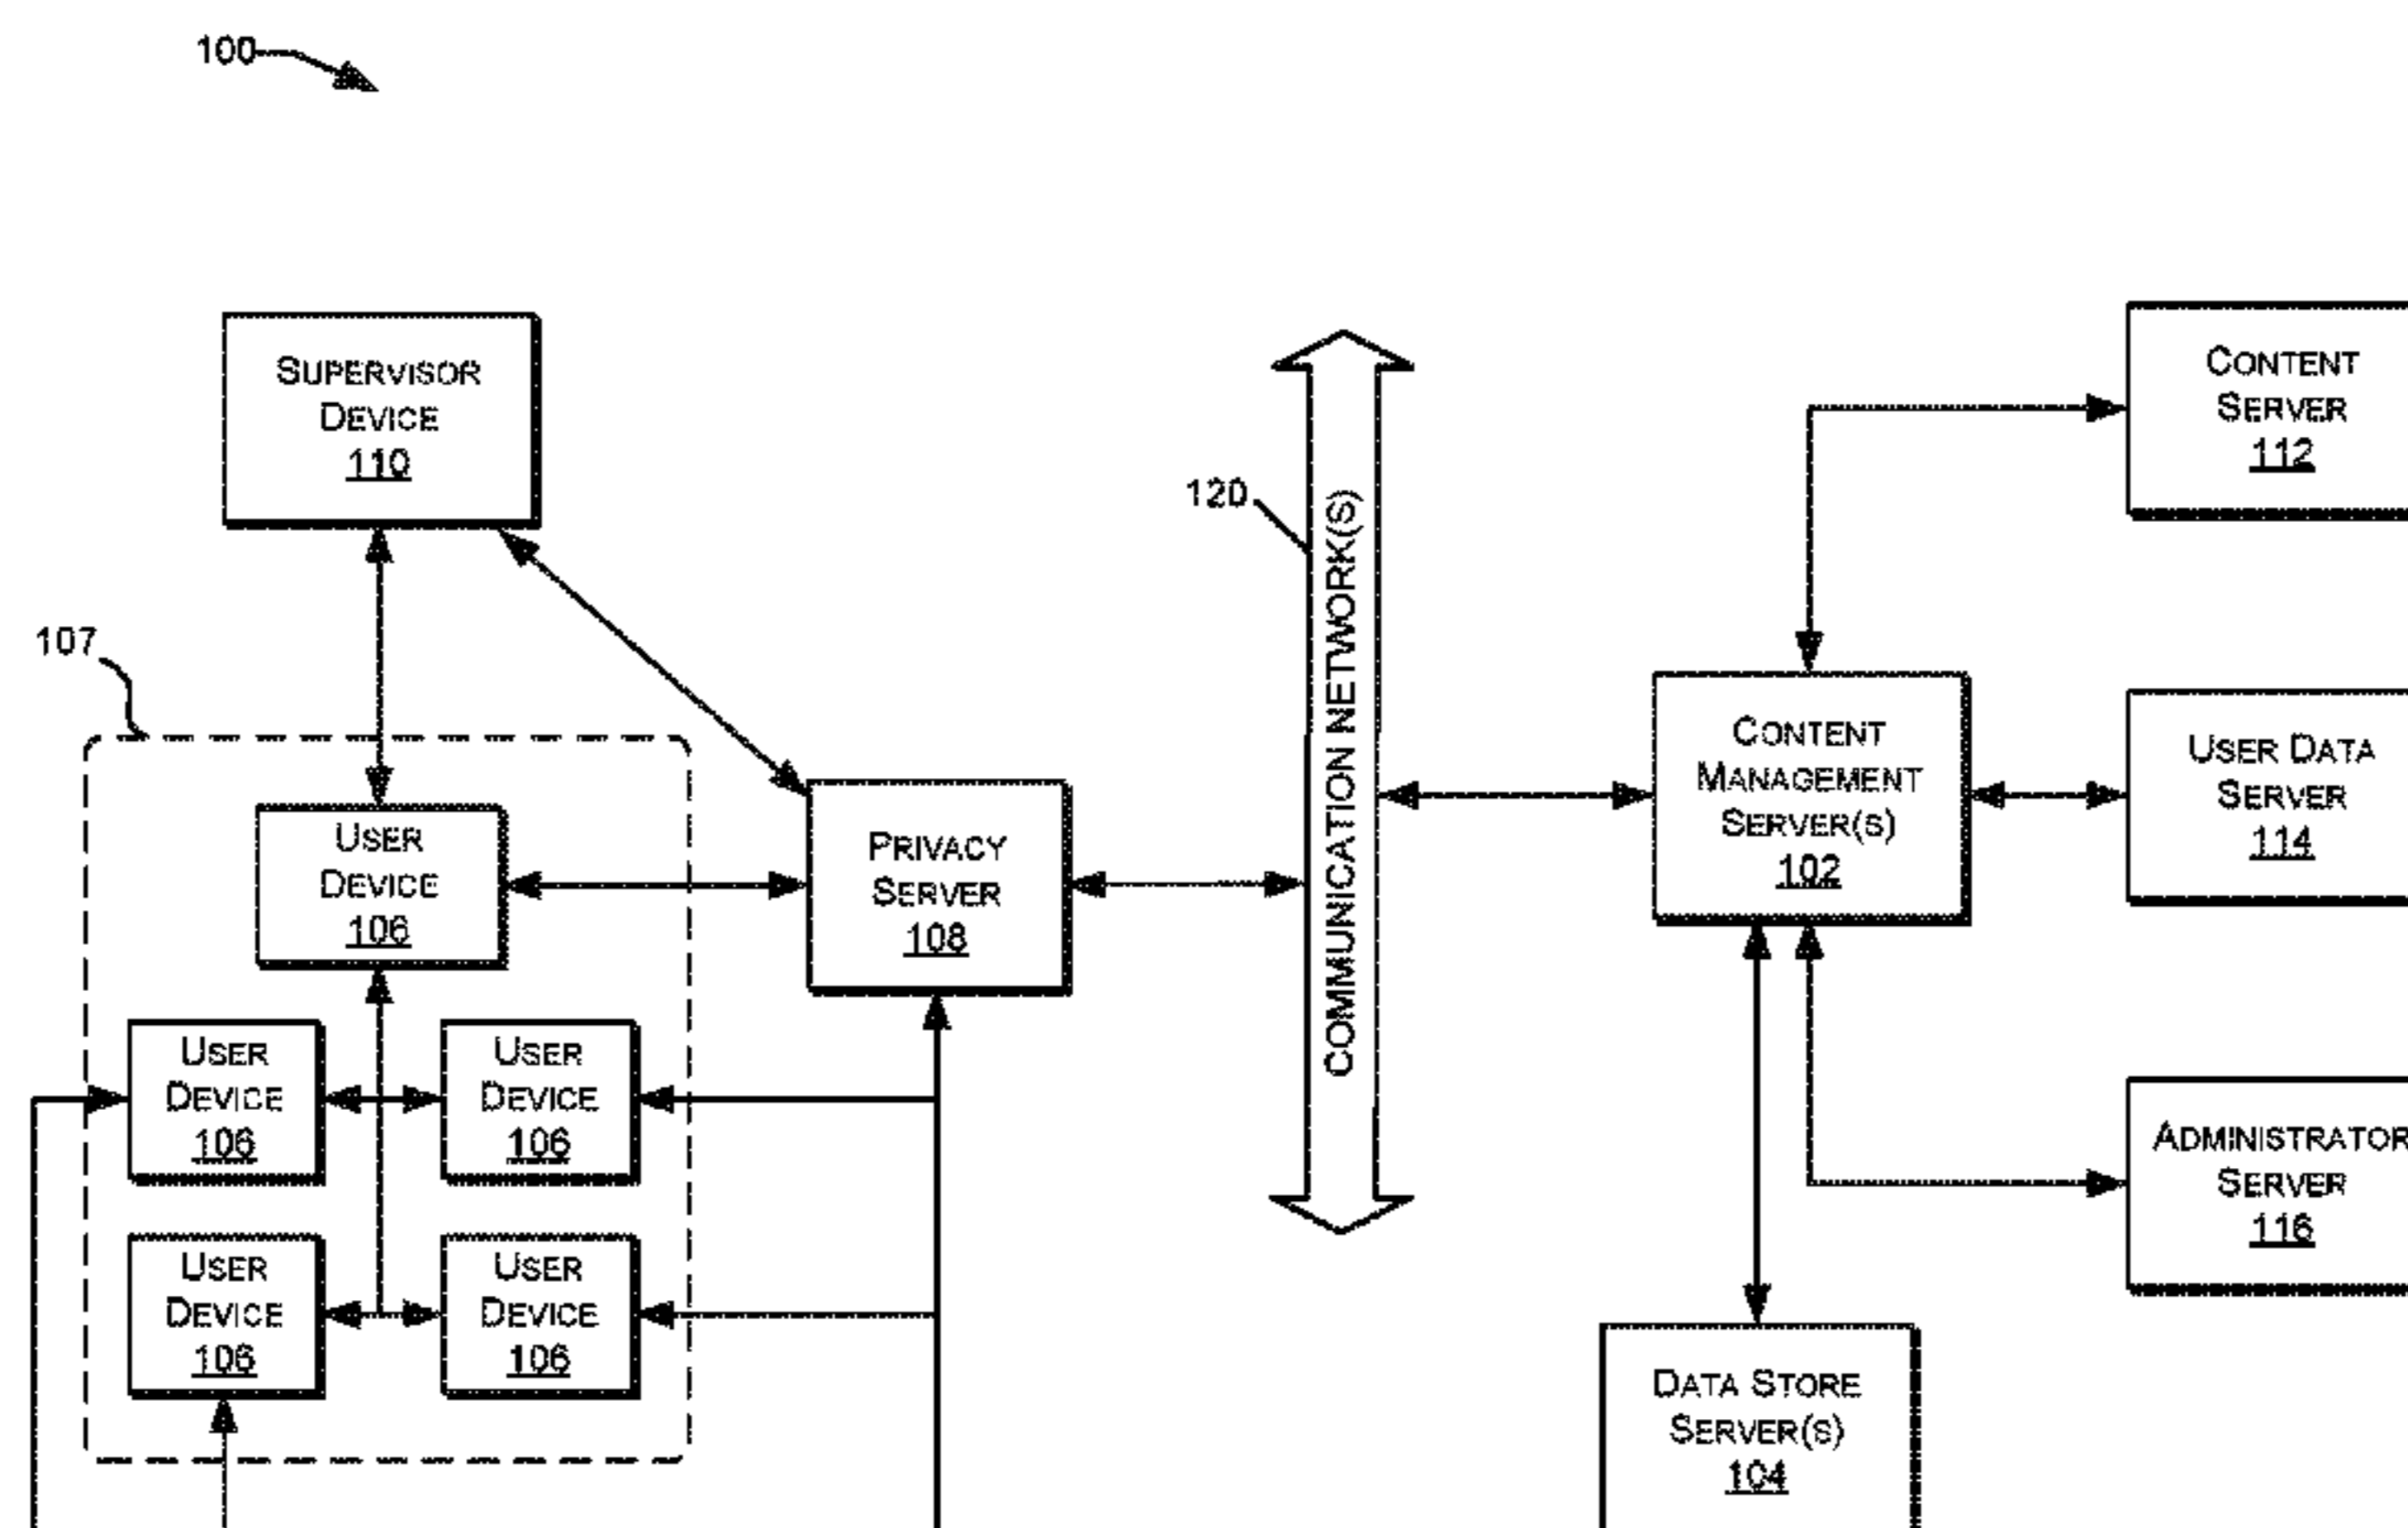 100
SUPERVISOR
DEVICE
110
107
USER
DEVICE
106
USER
DEVICE
106
USER
DEVICE
106
USER
DEVICE
106
USER
DEVICE
106
PRIVACY
SERVER
108
120
COMMUNICATION NETWORK(S)
CONTENT
MANAGEMENT
SERVER(S)
102
CONTENT
SERVER
112
USER DATA
SERVER
114
ADMINISTRATOR
SERVER
116
DATA STORE
SERVER(S)
104